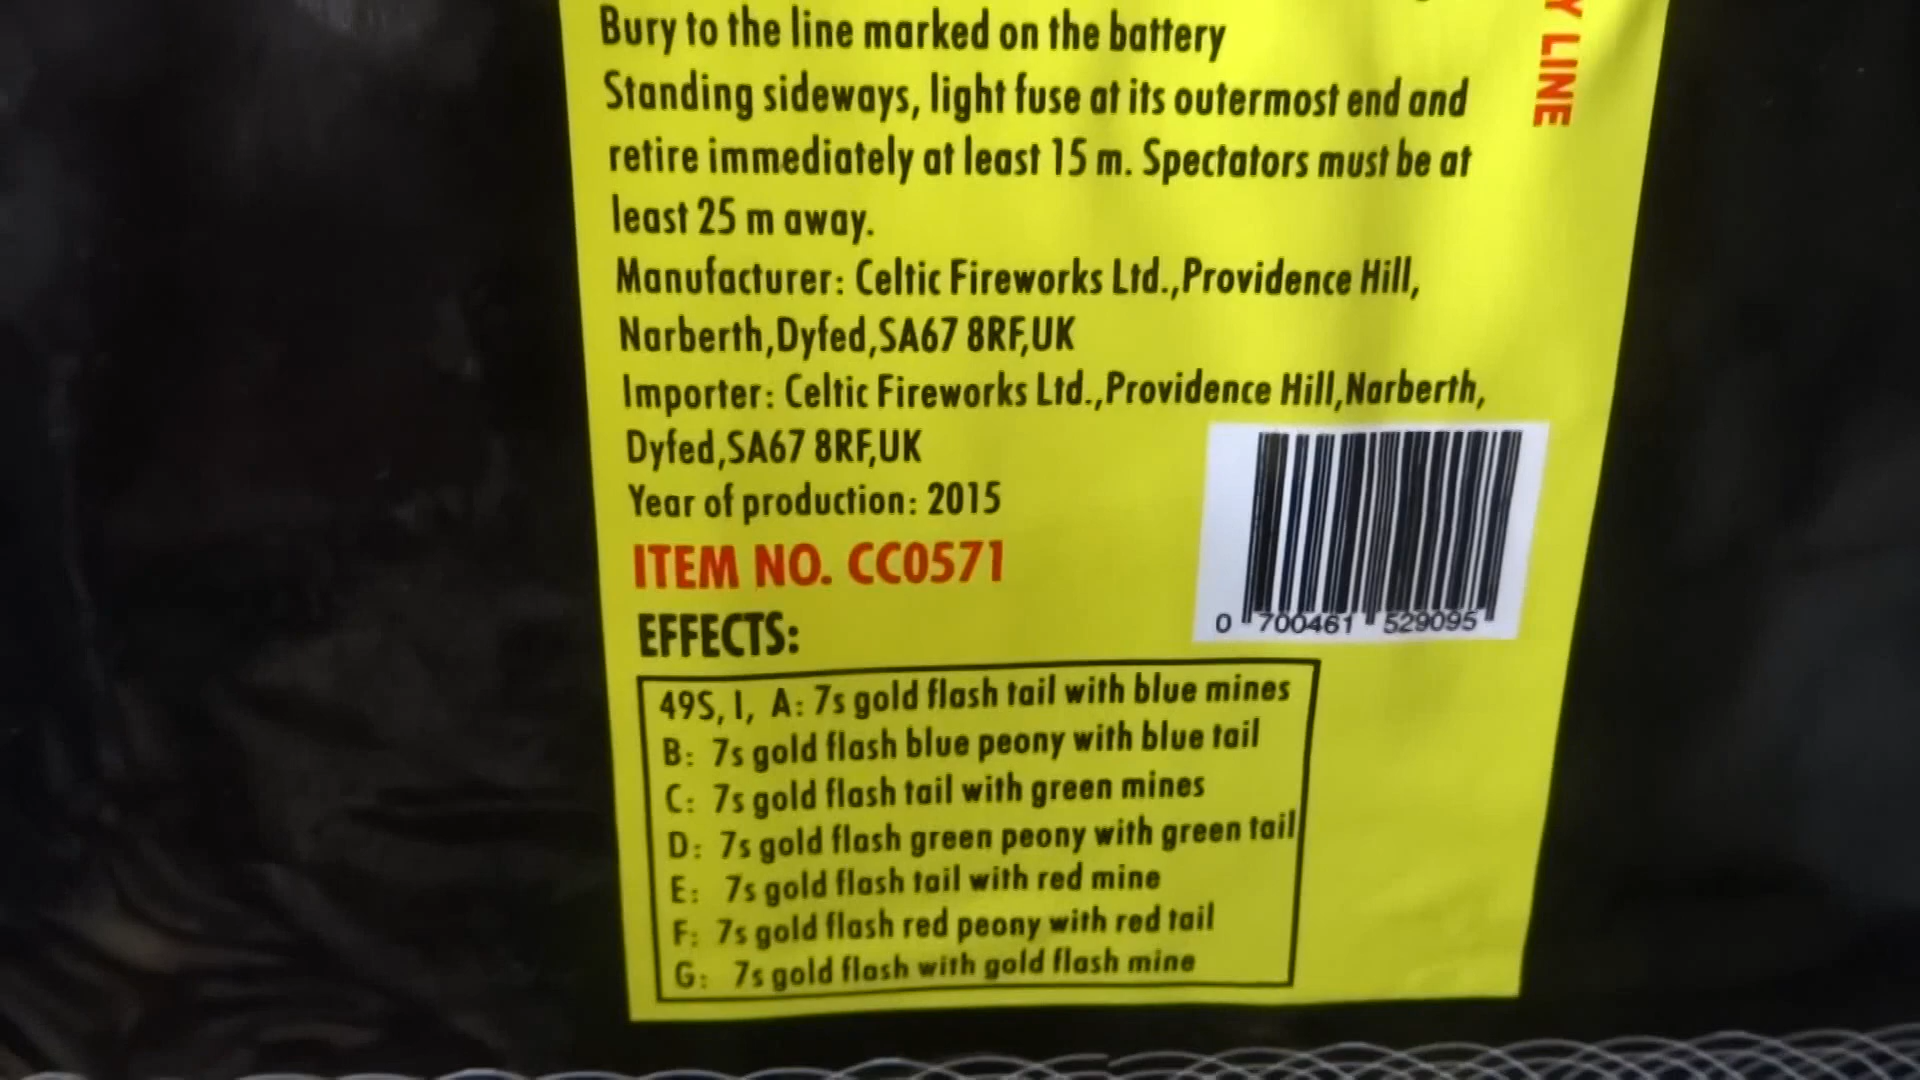 Bury to the line marked on the battery
Standing sideways, light fuse at its outermost end and
retire immediately at least 15 m. Spectators must be at
least 25 m away.
Manufacturer: Celtic Fireworks Ltd.,Providence Hill,
Narberth,Dyfed,SA67 8RF,UK
Importer: Celtic Fireworks Ltd.,Providence Hill,Narberth,
Dyfed,SA67 8RF,UK
Year of production: 2015
ITEM NO. CC0571
EFFECTS:
49S, I, A: 7s gold flash tail with blue mines
B: 7s gold flash blue peony with blue tail
C: 7s gold flash tail with green mines
D: 7s gold flash green peony with green tail
E: 7s gold flash tail with red mine
F: 7s gold flash red peony with red tail
G: 7s gold flash with gold flash mine
0 700461 529095
LINE